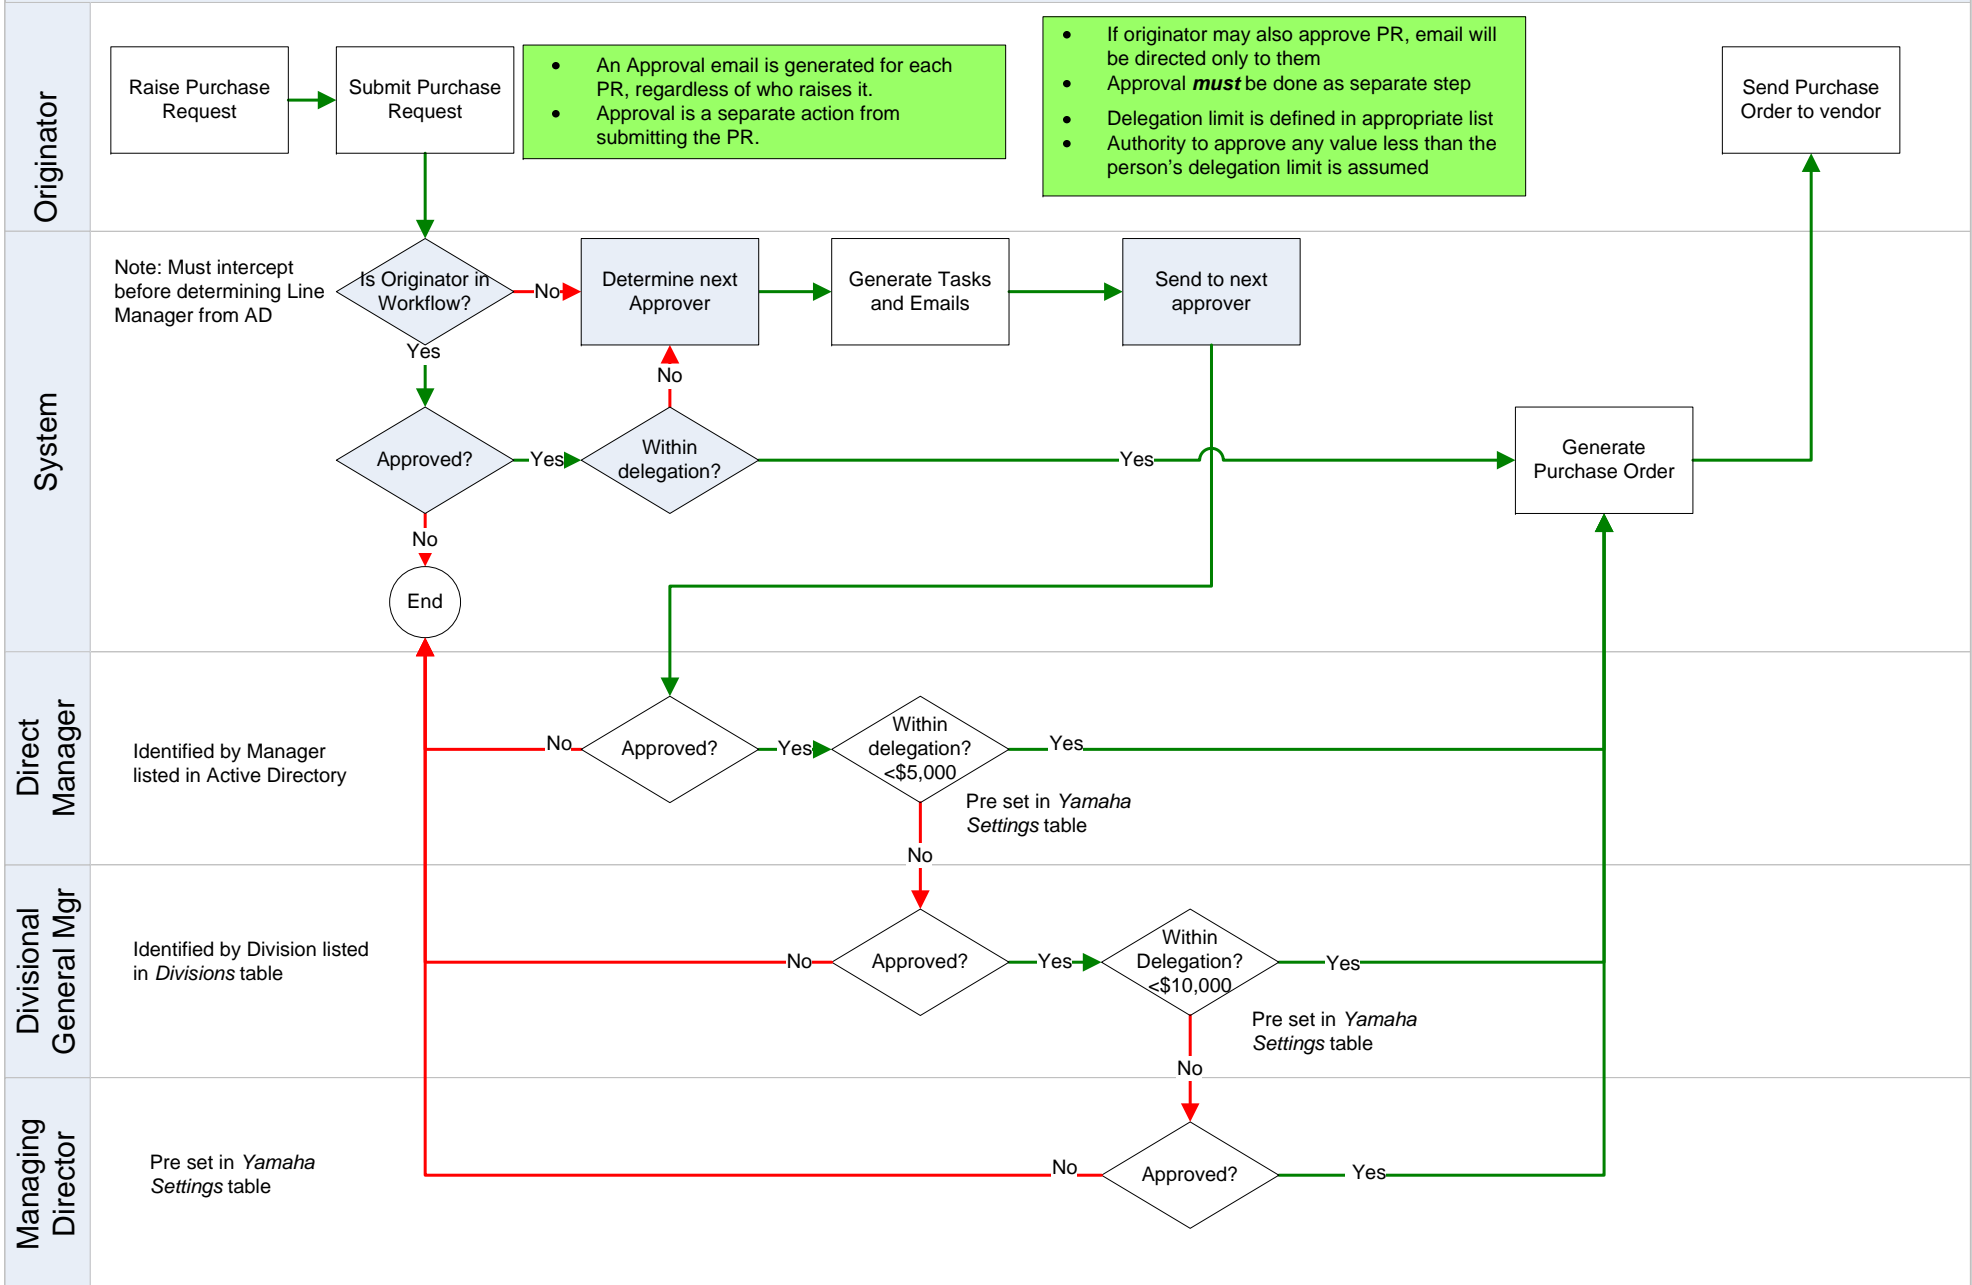 Originator
Raise Purchase
Request
Submit Purchase
Request
• An Approval email is generated for each
PR, regardless of who raises it.
• Approval is a separate action from
submitting the PR.
• If originator may also approve PR, email will
be directed only to them
• Approval must be done as separate step
• Delegation limit is defined in appropriate list
• Authority to approve any value less than the
person’s delegation limit is assumed
Send Purchase
Order to vendor
System
Note: Must intercept
before determining Line
Manager from AD
Is Originator in
Workflow?
No
Determine next
Approver
Generate Tasks
and Emails
Send to next
approver
Yes
No
Approved?
Yes
Within
delegation?
Yes
Generate
Purchase Order
No
End
Direct
Manager
Identified by Manager
listed in Active Directory
No
Approved?
Yes
Within
delegation?
<$5,000
Yes
Pre set in Yamaha
Settings table
No
Divisional
General Mgr
Identified by Division listed
in Divisions table
No
Approved?
Yes
Within
Delegation?
<$10,000
Yes
Pre set in Yamaha
Settings table
No
Managing
Director
Pre set in Yamaha
Settings table
No
Approved?
Yes